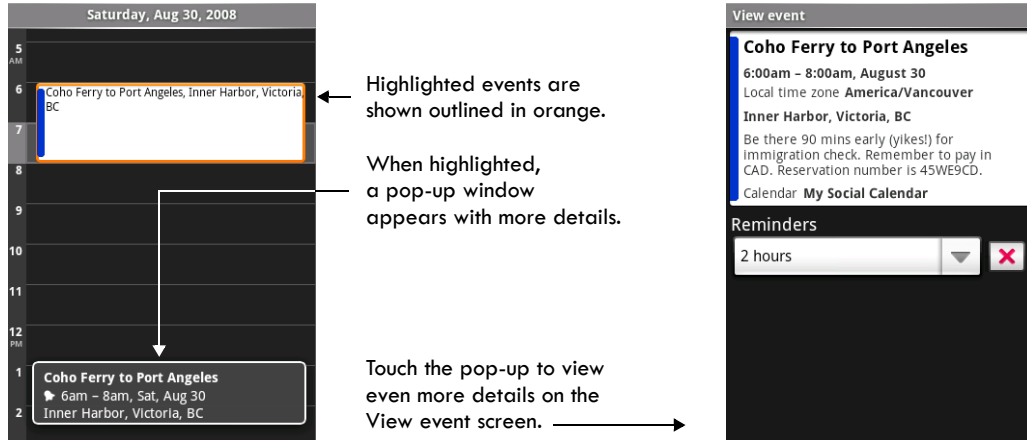 Saturday, Aug 30, 2008
5
AM
6
Coho Ferry to Port Angeles, Inner Harbor, Victoria,
BC
7
8
9
10
11
12
PM
1
2
Coho Ferry to Port Angeles
6am – 8am, Sat, Aug 30
Inner Harbor, Victoria, BC
Highlighted events are
shown outlined in orange.
When highlighted,
a pop-up window
appears with more details.
Touch the pop-up to view
even more details on the
View event screen.
View event
Coho Ferry to Port Angeles
6:00am – 8:00am, August 30
Local time zone America/Vancouver
Inner Harbor, Victoria, BC
Be there 90 mins early (yikes!) for
immigration check. Remember to pay in
CAD. Reservation number is 45WE9CD.
Calendar My Social Calendar
Reminders
2 hours